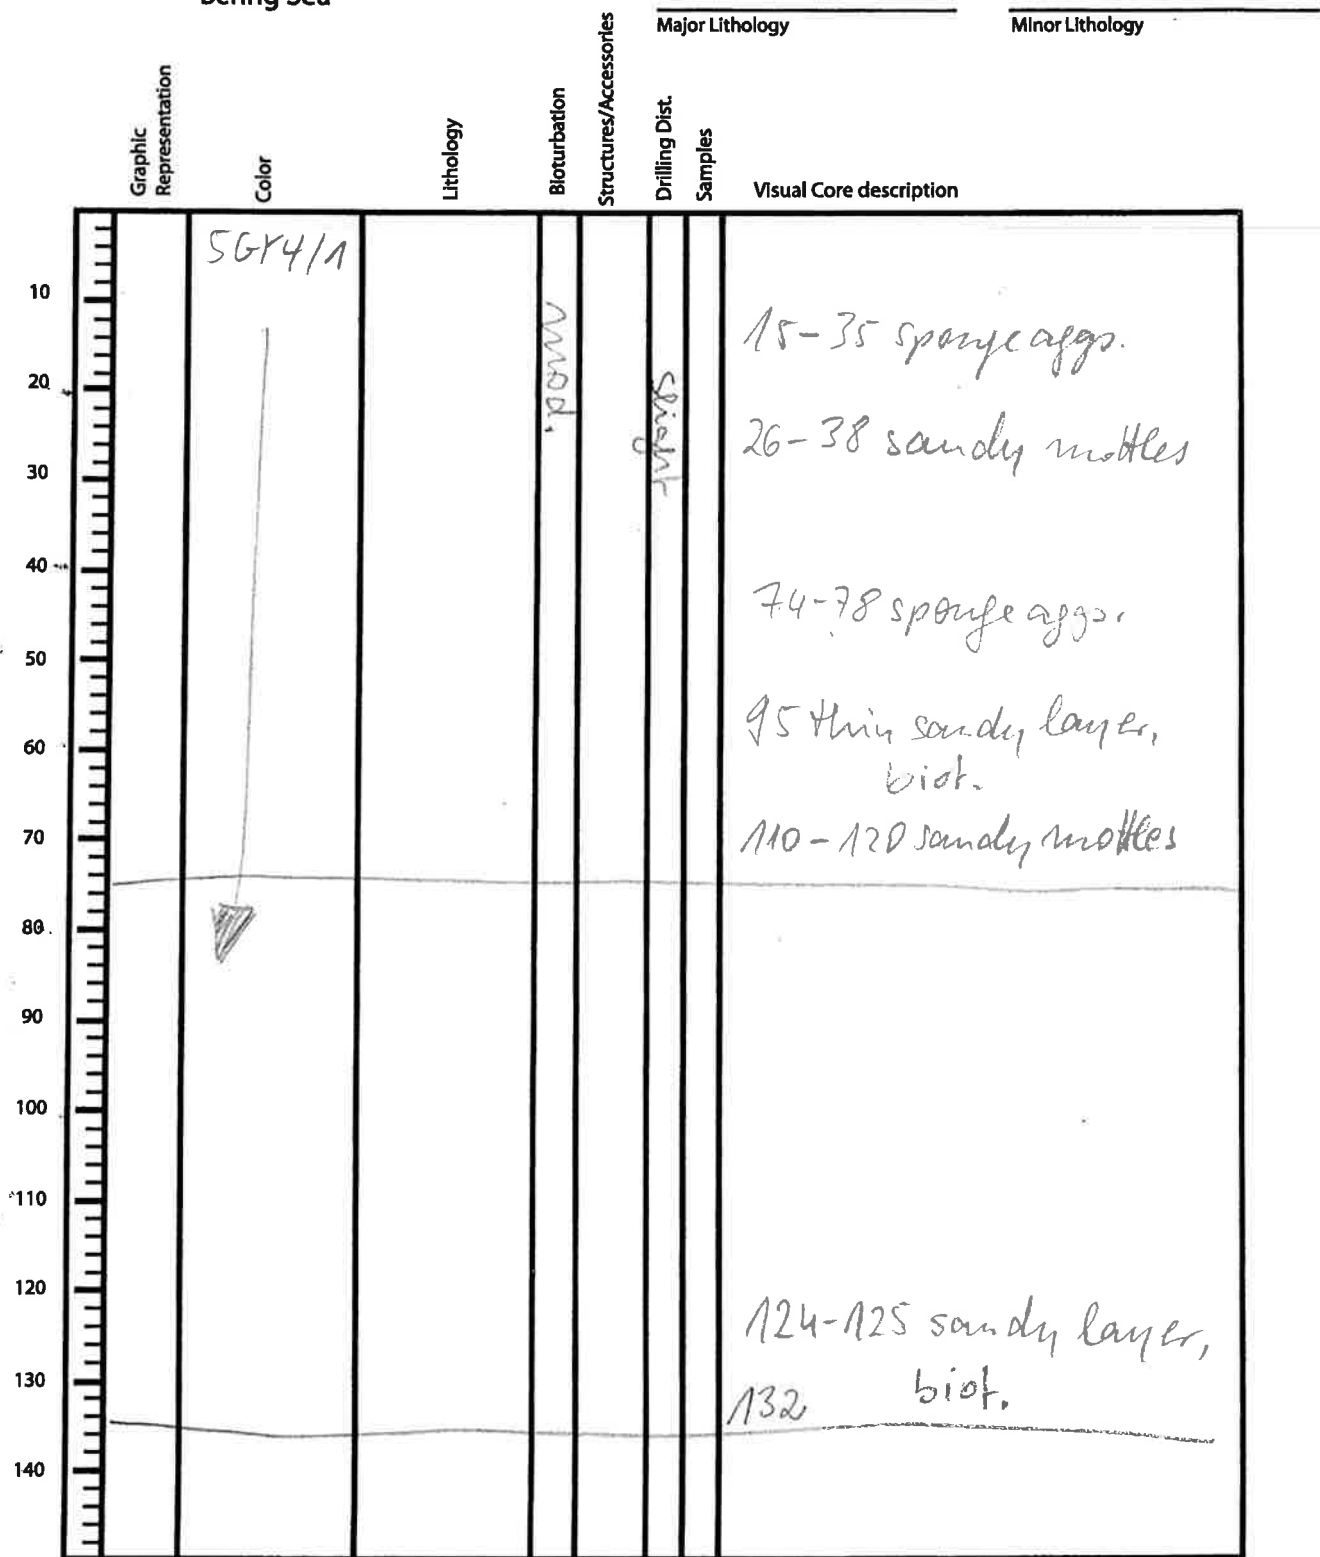 Bering Sea
Major Lithology
Minor Lithology
Graphic
Representation
Color
Lithology
Bioturbation
Structures/Accessories
Drilling Dist.
Samples
Visual Core description
5GY4/1
10
mod.
15-35 sponge aggs.
20
slight
26-38 sandy mottles
30
40
74-78 sponge aggs.
50
95 thin sandy layer,
60
biot.
70
110-120 sandy mottles
80
90
100
110
120
124-125 sandy layer,
130
biot.
132
140